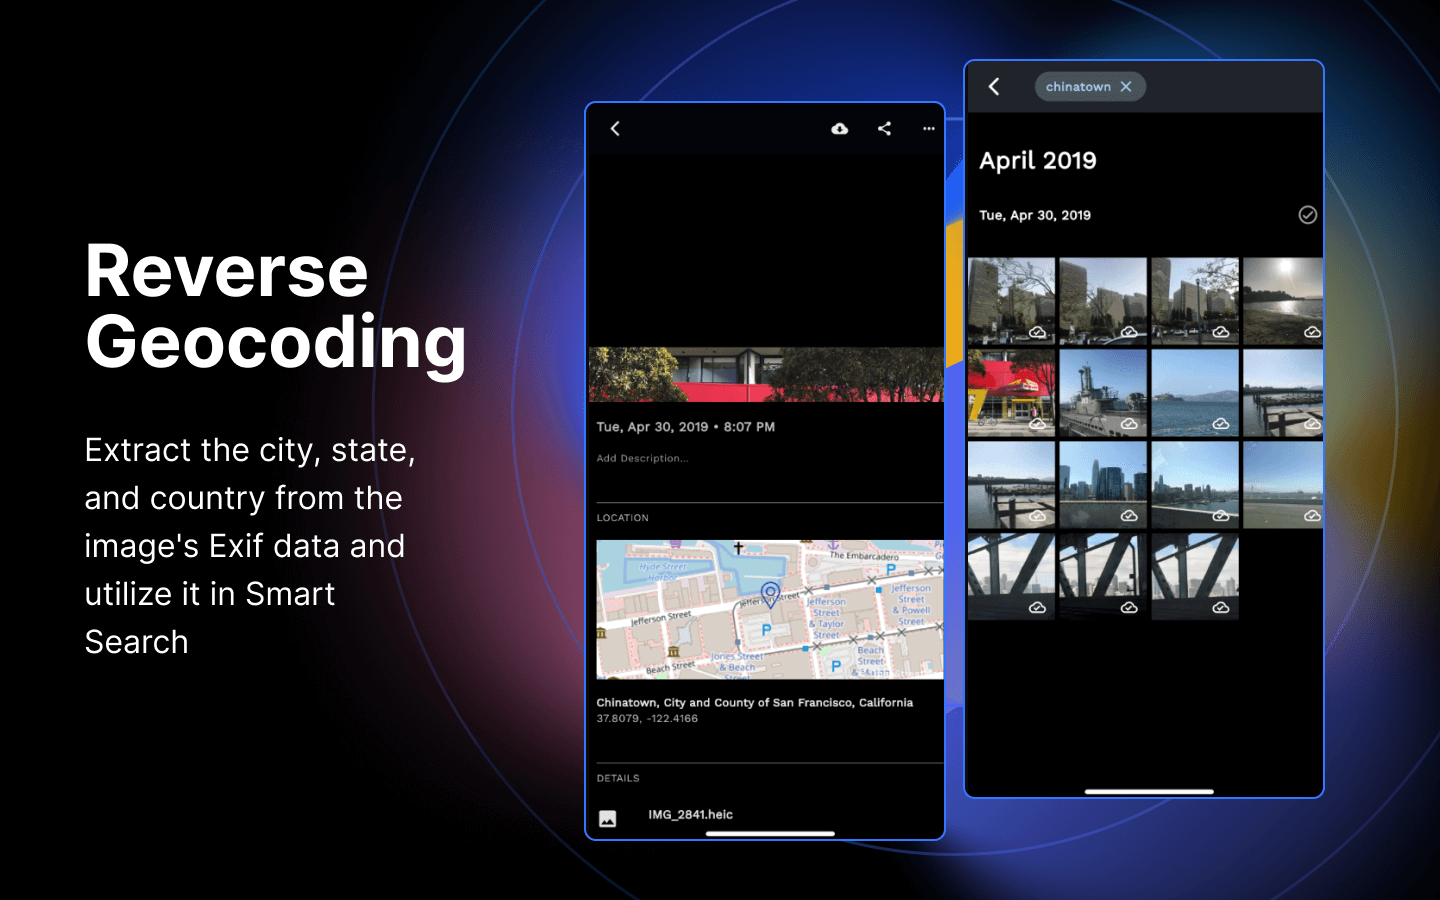 Reverse
Geocoding
Extract the city, state,
and country from the
image's Exif data and
utilize it in Smart
Search
Tue, Apr 30, 2019 • 8:07 PM
Add Description...
LOCATION
The Embarcadero
Hyde Street
Harbor
Jefferson Street
Jefferson Street
Jefferson
Street
& Taylor
Street
Jefferson
Street
& Powell
Street
P
P
P
Beach Street
Jones Street
& Beach
Beach
Street
Chinatown, City and County of San Francisco, California
37.8079, -122.4166
DETAILS
IMG_2841.heic
chinatown
April 2019
Tue, Apr 30, 2019